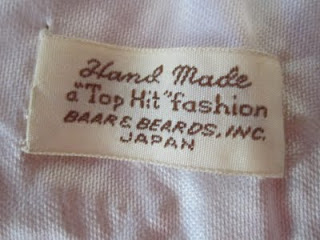 Hand Made
a "Top Hit" fashion
BAAR & BEARDS, INC.
JAPAN